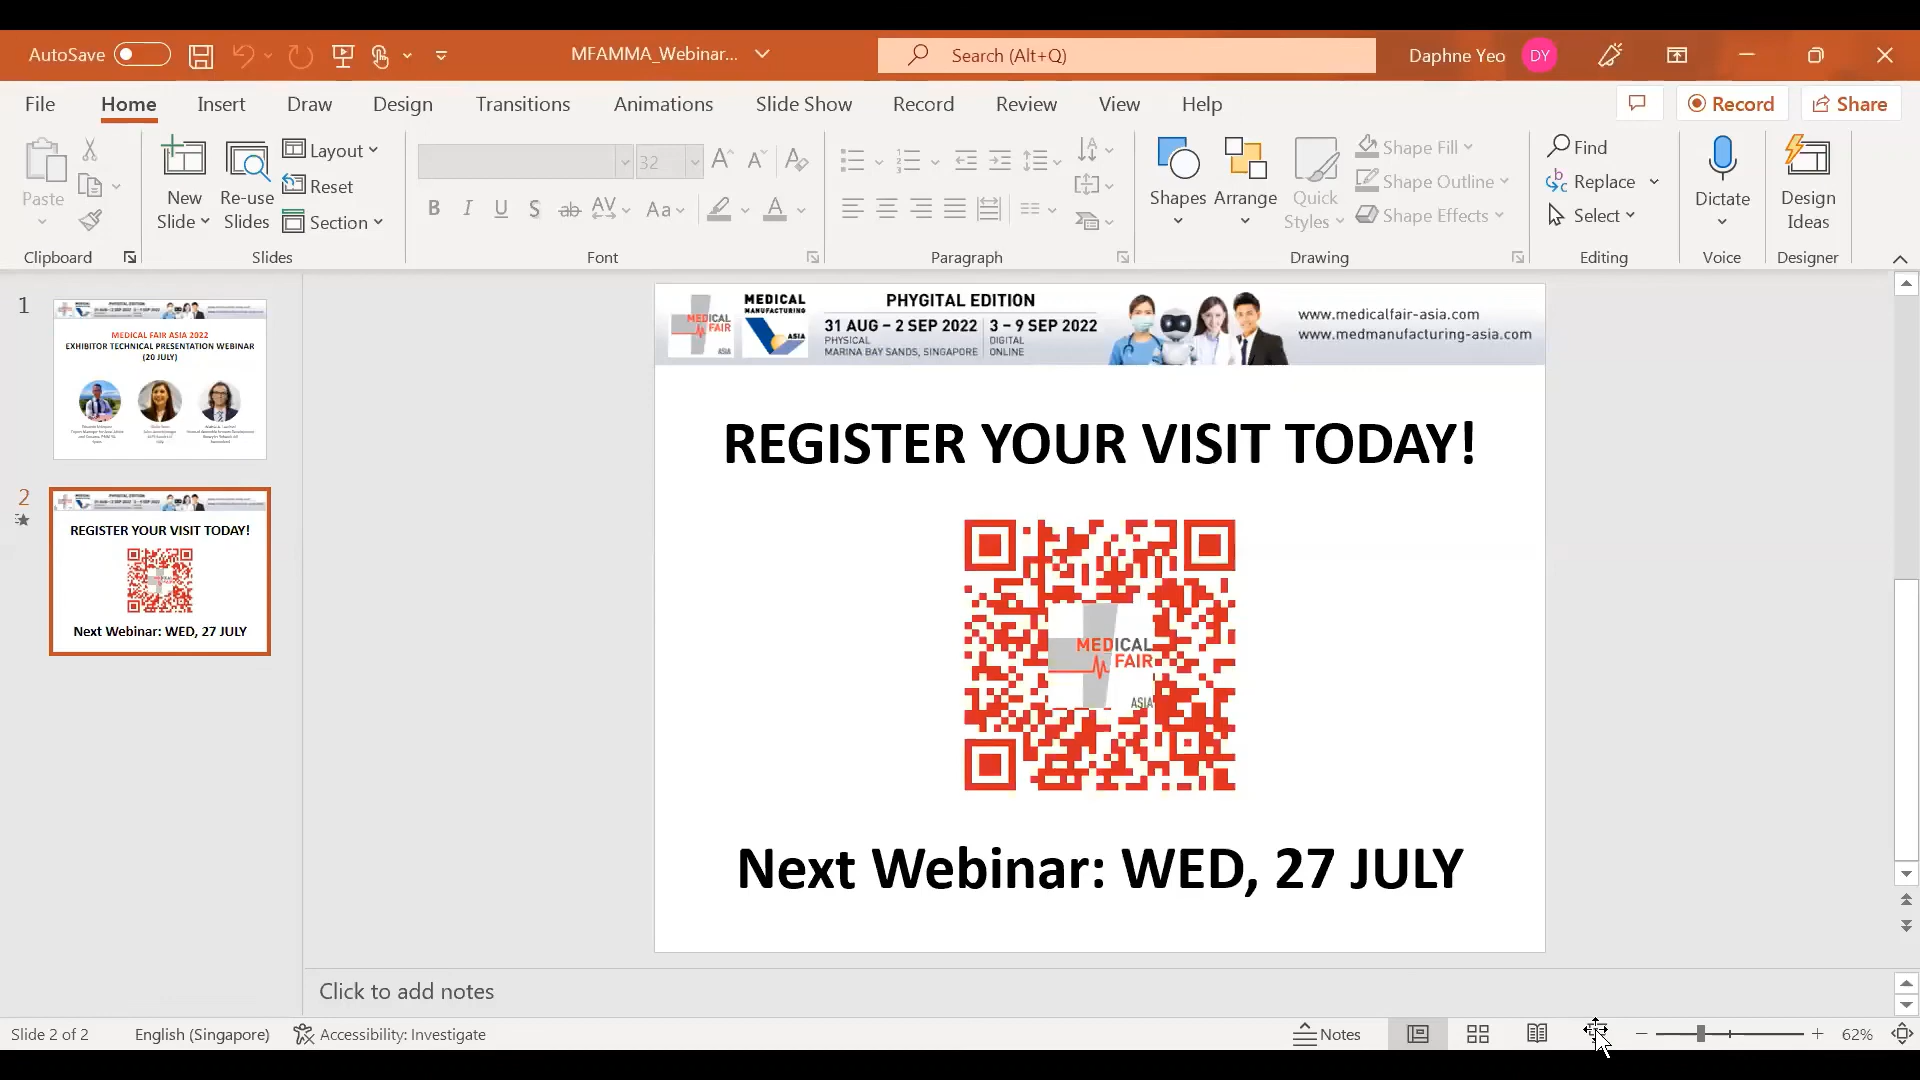 AutoSave
MFAMMA_Webinar...
Search (Alt+Q)
Daphne Yeo
DY
File
Home
Insert
Draw
Design
Transitions
Animations
Slide Show
Record
Review
View
Help
Record
Share
Paste
New
Slide
Re-use
Slides
Layout
Reset
Section
32
Aa
Shapes
Arrange
Quick
Styles
Shape Fill
Shape Outline
Shape Effects
Find
Replace
Select
Dictate
Design
Ideas
Clipboard
Slides
Font
Paragraph
Drawing
Editing
Voice
Designer
1
MEDICAL FAIR ASIA 2022
EXHIBITOR TECHNICAL PRESENTATION WEBINAR
(20 JULY)
2
REGISTER YOUR VISIT TODAY!
Next Webinar: WED, 27 JULY
MEDICAL
FAIR
ASIA
MEDICAL
MANUFACTURING
ASIA
PHYGITAL EDITION
31 AUG – 2 SEP 2022
PHYSICAL
MARINA BAY SANDS, SINGAPORE
3 – 9 SEP 2022
DIGITAL
ONLINE
www.medicalfair-asia.com
www.medmanufacturing-asia.com
REGISTER YOUR VISIT TODAY!
MEDICAL
FAIR
ASIA
Next Webinar: WED, 27 JULY
Click to add notes
Slide 2 of 2
English (Singapore)
Accessibility: Investigate
Notes
62%